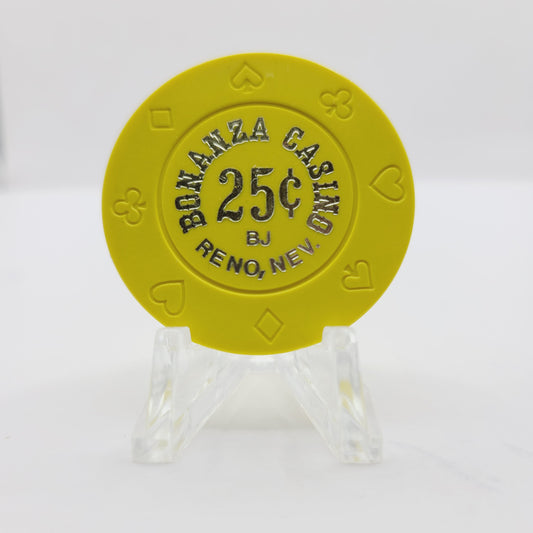 BONANZA CASINO
25¢
BJ
RENO, NEV.